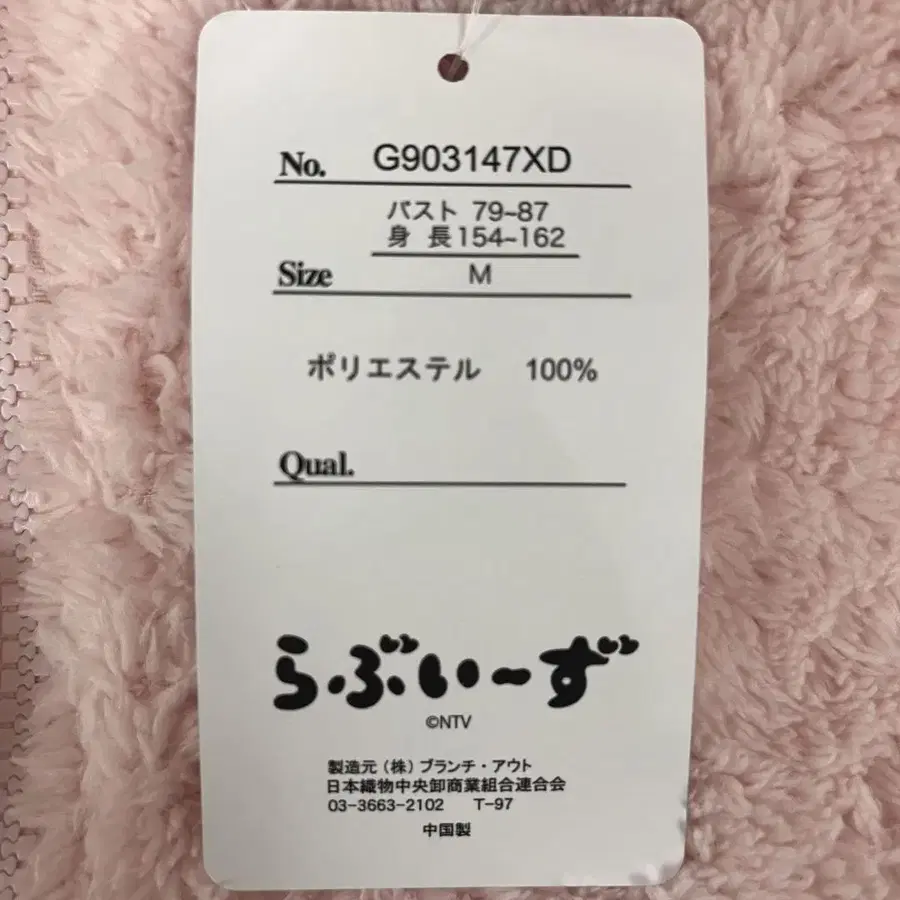 No. G903147XD
バスト 79~87
身 長154~162
Size M
ポリエステル 100%
Qual.
らぶいーず
©NTV
製造元（株）ブランチ・アウト
日本織物中央卸商業組合連合会
03-3663-2102 T-97
中国製